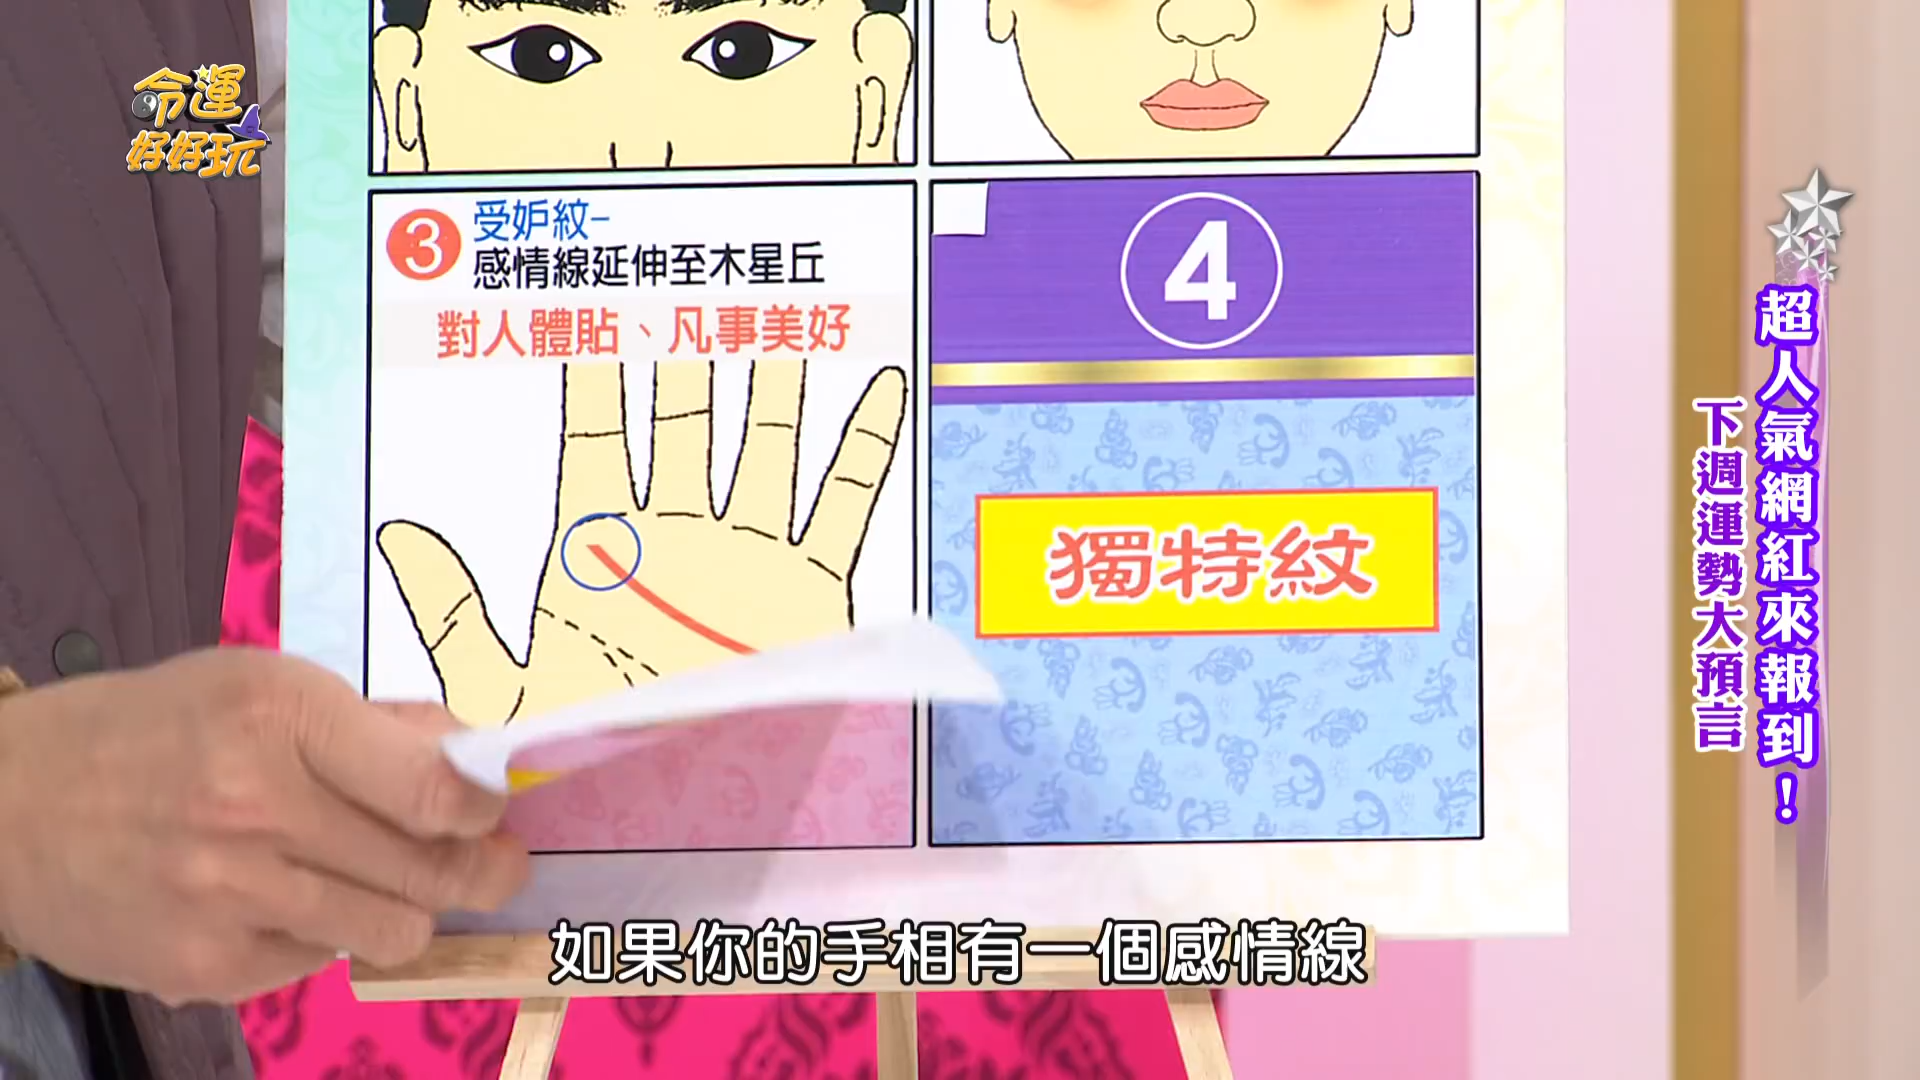 命運
好好玩
3
受妒紋-
感情線延伸至木星丘
對人體貼、凡事美好
4
獨特紋
超人氣網紅來報到!
下週運勢大預言
如果你的手相有一個感情線